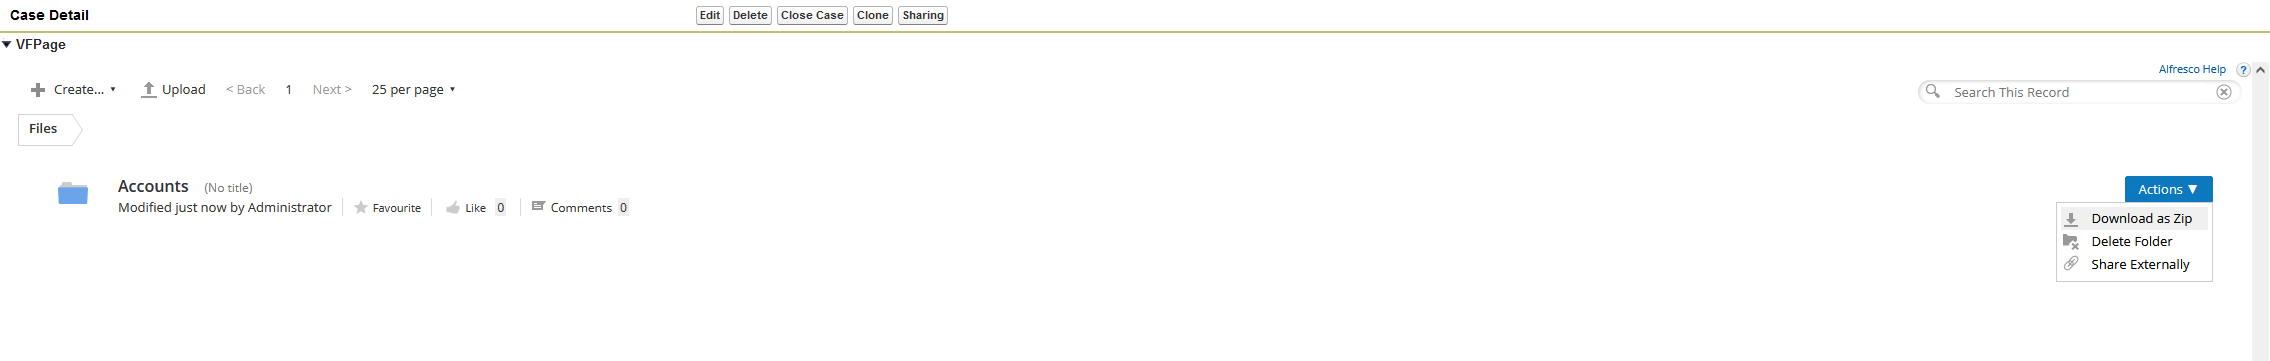 Case Detail Edit Delete Close Case Clone Sharing
VFPage
Alfresco Help ?
Create... Upload < Back 1 Next > 25 per page Search This Record
Files
Accounts (No title)
Modified just now by Administrator Favourite Like 0 Comments 0
Actions ▼
Download as Zip
Delete Folder
Share Externally